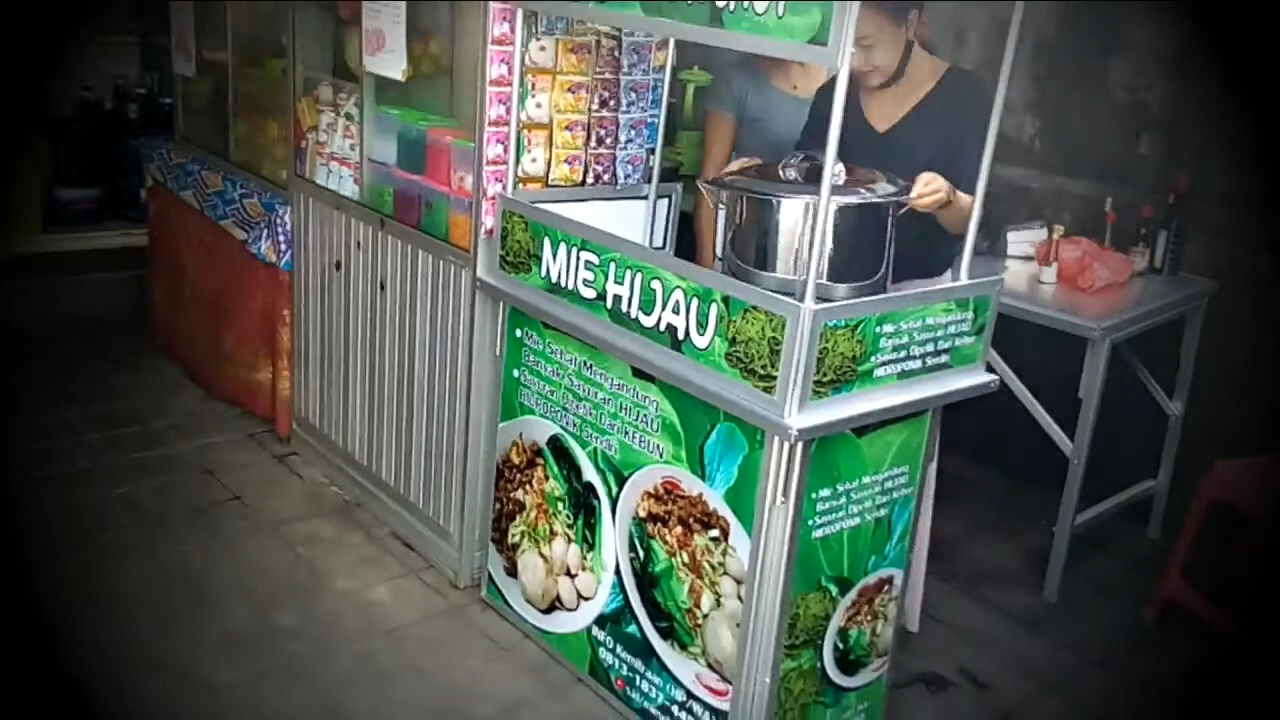 MIE HIJAU
• Mie Sehat Mengandung
Banyak Sayuran HIJAU
• Sayuran Dipetik Dari Kebun
HIDROPONIK Sendiri
• Mie Sehat Mengandung
Banyak Sayuran HIJAU
• Sayuran Dipetik Dari KEBUN
HIDROPONIK Sendiri
• Mie Sehat Mengandung
Banyak Sayuran HIJAU
• Sayuran Dipetik Dari Kebun
HIDROPONIK Sendiri
INFO Kemitraan (HP/WA)
0813-1837-